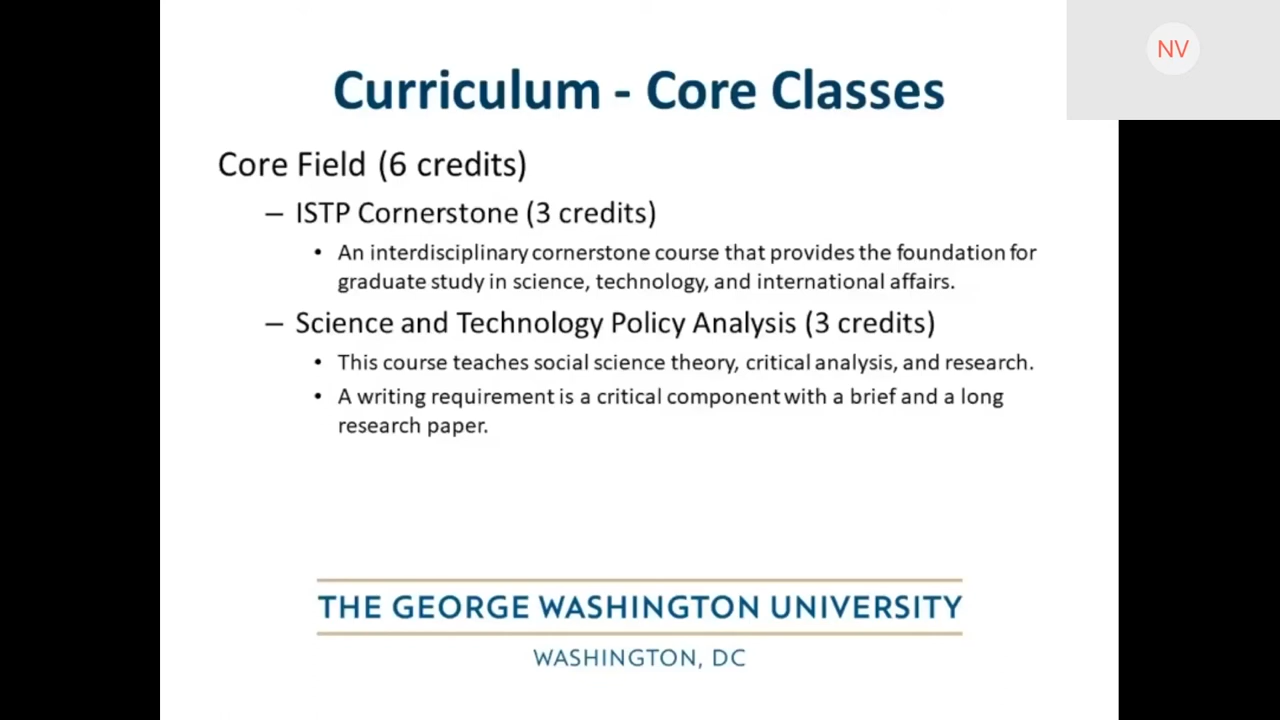 NV
Curriculum - Core Classes
Core Field (6 credits)
– ISTP Cornerstone (3 credits)
• An interdisciplinary cornerstone course that provides the foundation for
graduate study in science, technology, and international affairs.
– Science and Technology Policy Analysis (3 credits)
• This course teaches social science theory, critical analysis, and research.
• A writing requirement is a critical component with a brief and a long
research paper.
THE GEORGE WASHINGTON UNIVERSITY
WASHINGTON, DC